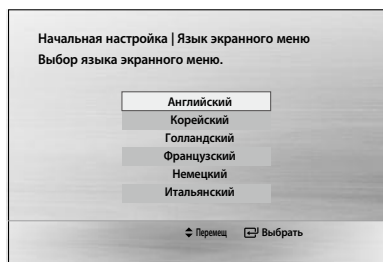 Начальная настройка | Язык экранного меню
Выбор языка экранного меню.
Английский
Корейский
Голландский
Французский
Немецкий
Итальянский
Перемещ Выбрать